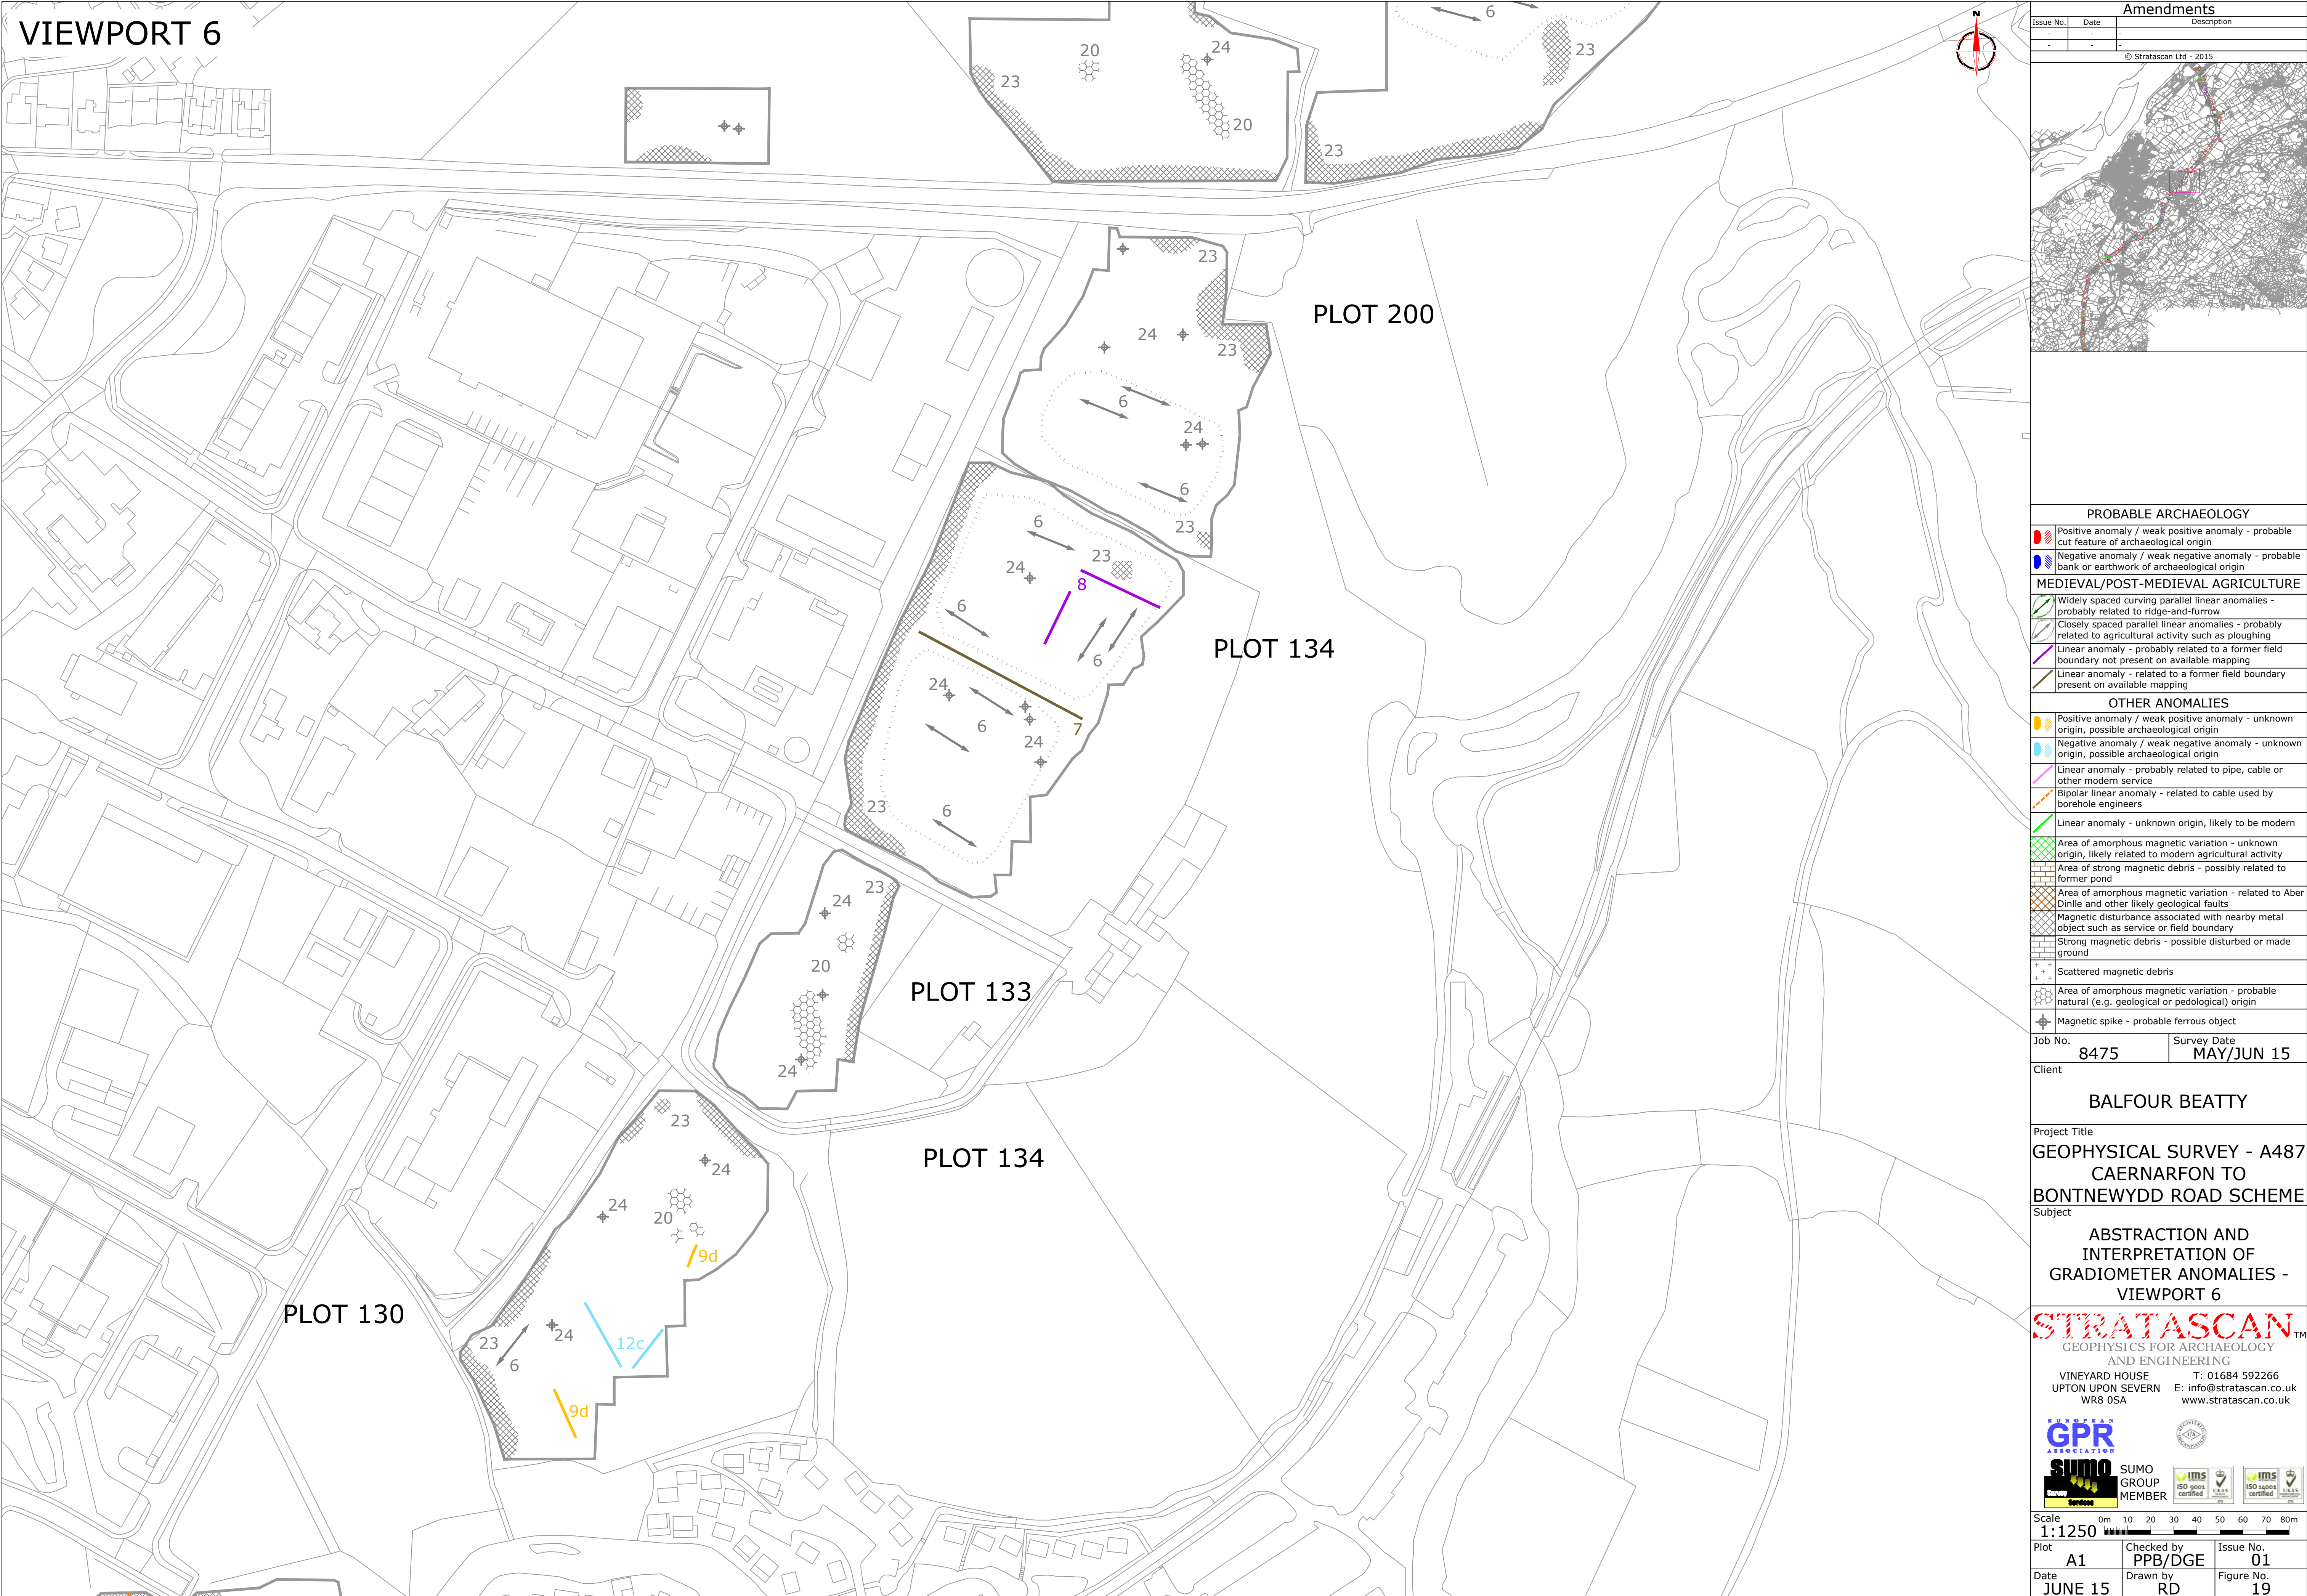 VIEWPORT 6
6
20
24
23
23
20
23
23
24
23
6
24
6
23
6
23
24
8
6
6
24
6
7
24
23
6
24
23
20
24
23
24
24
20
9d
23
24
6
12c
9d
PLOT 200
PLOT 134
PLOT 133
PLOT 134
PLOT 130
N
Amendments
Issue No. Date Description
- - -
- - -
© Stratascan Ltd - 2015
PROBABLE ARCHAEOLOGY
Positive anomaly / weak positive anomaly - probable
cut feature of archaeological origin
Negative anomaly / weak negative anomaly - probable
bank or earthwork of archaeological origin
MEDIEVAL/POST-MEDIEVAL AGRICULTURE
Widely spaced curving parallel linear anomalies -
probably related to ridge-and-furrow
Closely spaced parallel linear anomalies - probably
related to agricultural activity such as ploughing
Linear anomaly - probably related to a former field
boundary not present on available mapping
Linear anomaly - related to a former field boundary
present on available mapping
OTHER ANOMALIES
Positive anomaly / weak positive anomaly - unknown
origin, possible archaeological origin
Negative anomaly / weak negative anomaly - unknown
origin, possible archaeological origin
Linear anomaly - probably related to pipe, cable or
other modern service
Bipolar linear anomaly - related to cable used by
borehole engineers
Linear anomaly - unknown origin, likely to be modern
Area of amorphous magnetic variation - unknown
origin, likely related to modern agricultural activity
Area of strong magnetic debris - possibly related to
former pond
Area of amorphous magnetic variation - related to Aber
Dinlle and other likely geological faults
Magnetic disturbance associated with nearby metal
object such as service or field boundary
Strong magnetic debris - possible disturbed or made
ground
Scattered magnetic debris
Area of amorphous magnetic variation - probable
natural (e.g. geological or pedological) origin
Magnetic spike - probable ferrous object
Job No. Survey Date
8475 MAY/JUN 15
Client
BALFOUR BEATTY
Project Title
GEOPHYSICAL SURVEY - A487
CAERNARFON TO
BONTNEWYDD ROAD SCHEME
Subject
ABSTRACTION AND
INTERPRETATION OF
GRADIOMETER ANOMALIES -
VIEWPORT 6
STRATASCAN TM
GEOPHYSICS FOR ARCHAEOLOGY
AND ENGINEERING
VINEYARD HOUSE T: 01684 592266
UPTON UPON SEVERN E: info@stratascan.co.uk
WR8 0SA www.stratascan.co.uk
EUROPEAN
GPR
ASSOCIATION
REGISTERED
ORGANISATION
sumo
Survey
Services
SUMO
GROUP
MEMBER
ims
ISO 9001
certified
UKAS
ims
ISO 14001
certified
UKAS
Scale 0m 10 20 30 40 50 60 70 80m
1:1250
Plot Checked by Issue No.
A1 PPB/DGE 01
Date Drawn by Figure No.
JUNE 15 RD 19